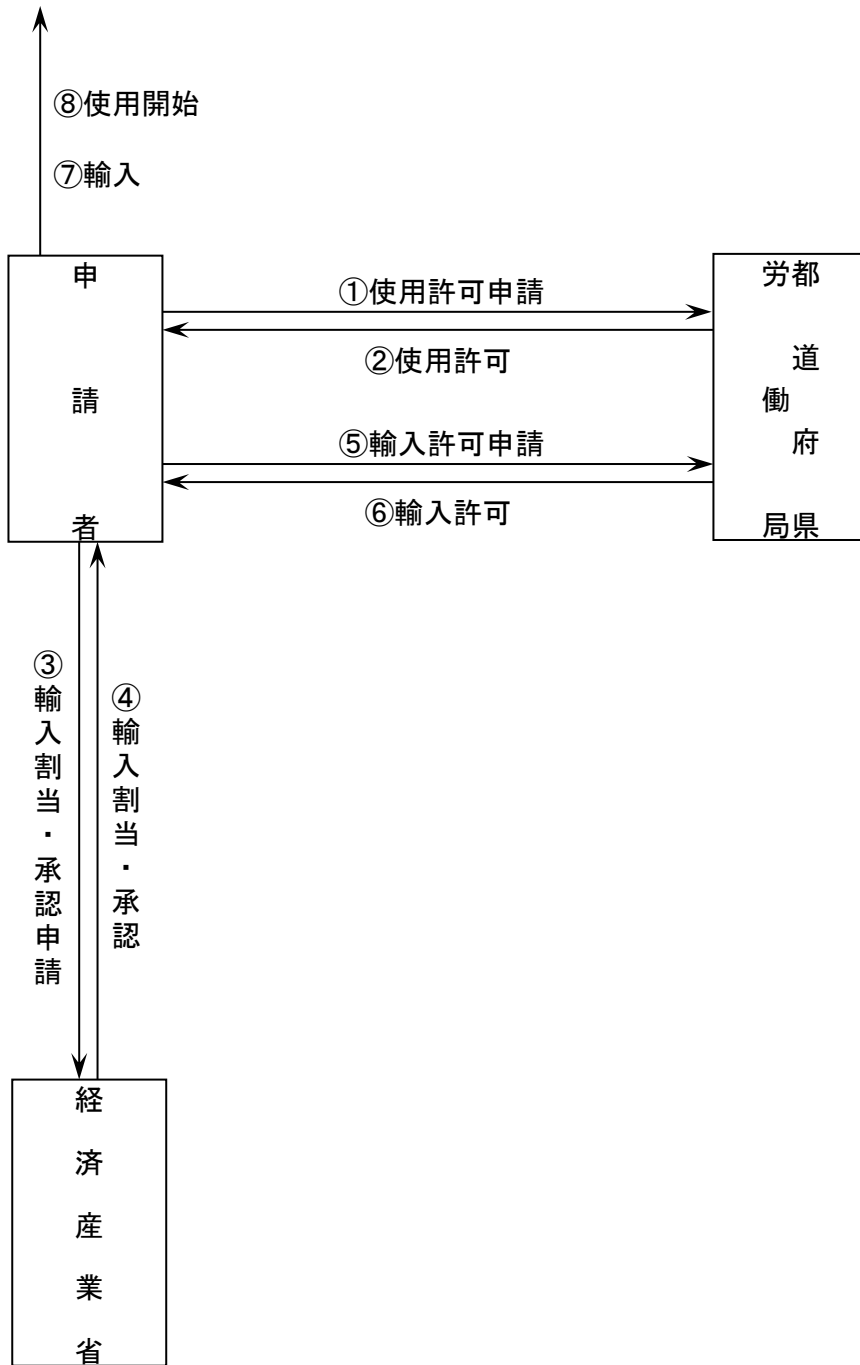 ⑧使用開始
⑦輸入
申請者
①使用許可申請
②使用許可
⑤輸入許可申請
⑥輸入許可
都道府県
労働局
③輸入割当・承認申請
④輸入割当・承認
経済産業省